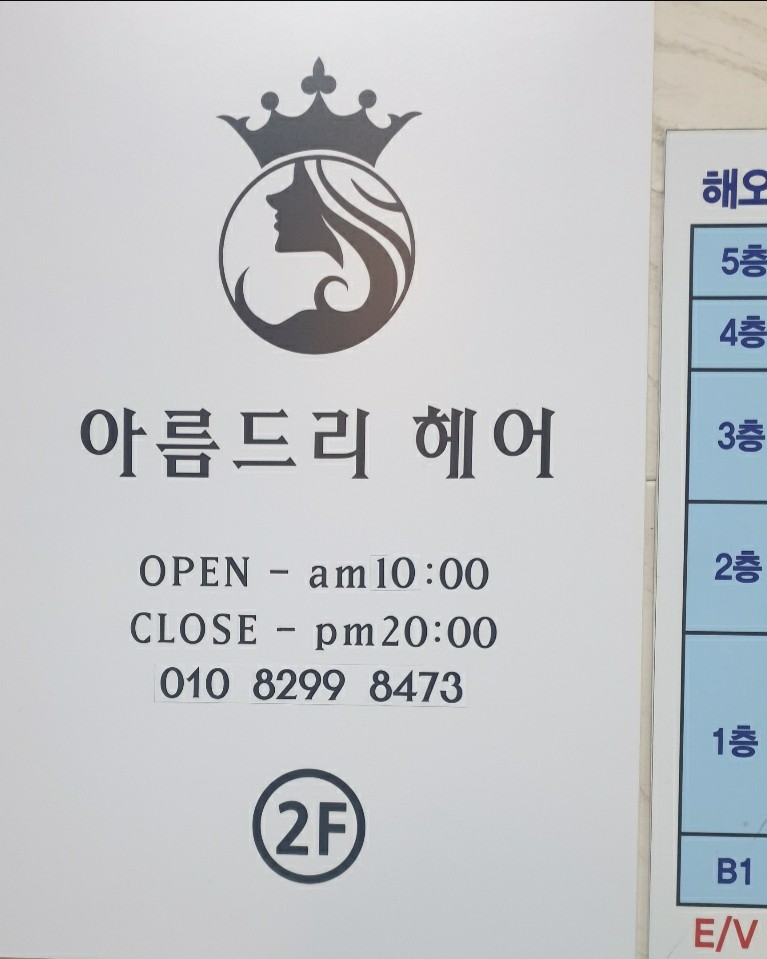 아름드리 헤어
OPEN - am10:00
CLOSE - pm20:00
010 8299 8473
2F
해오
5층
4층
3층
2층
1층
B1
E/V